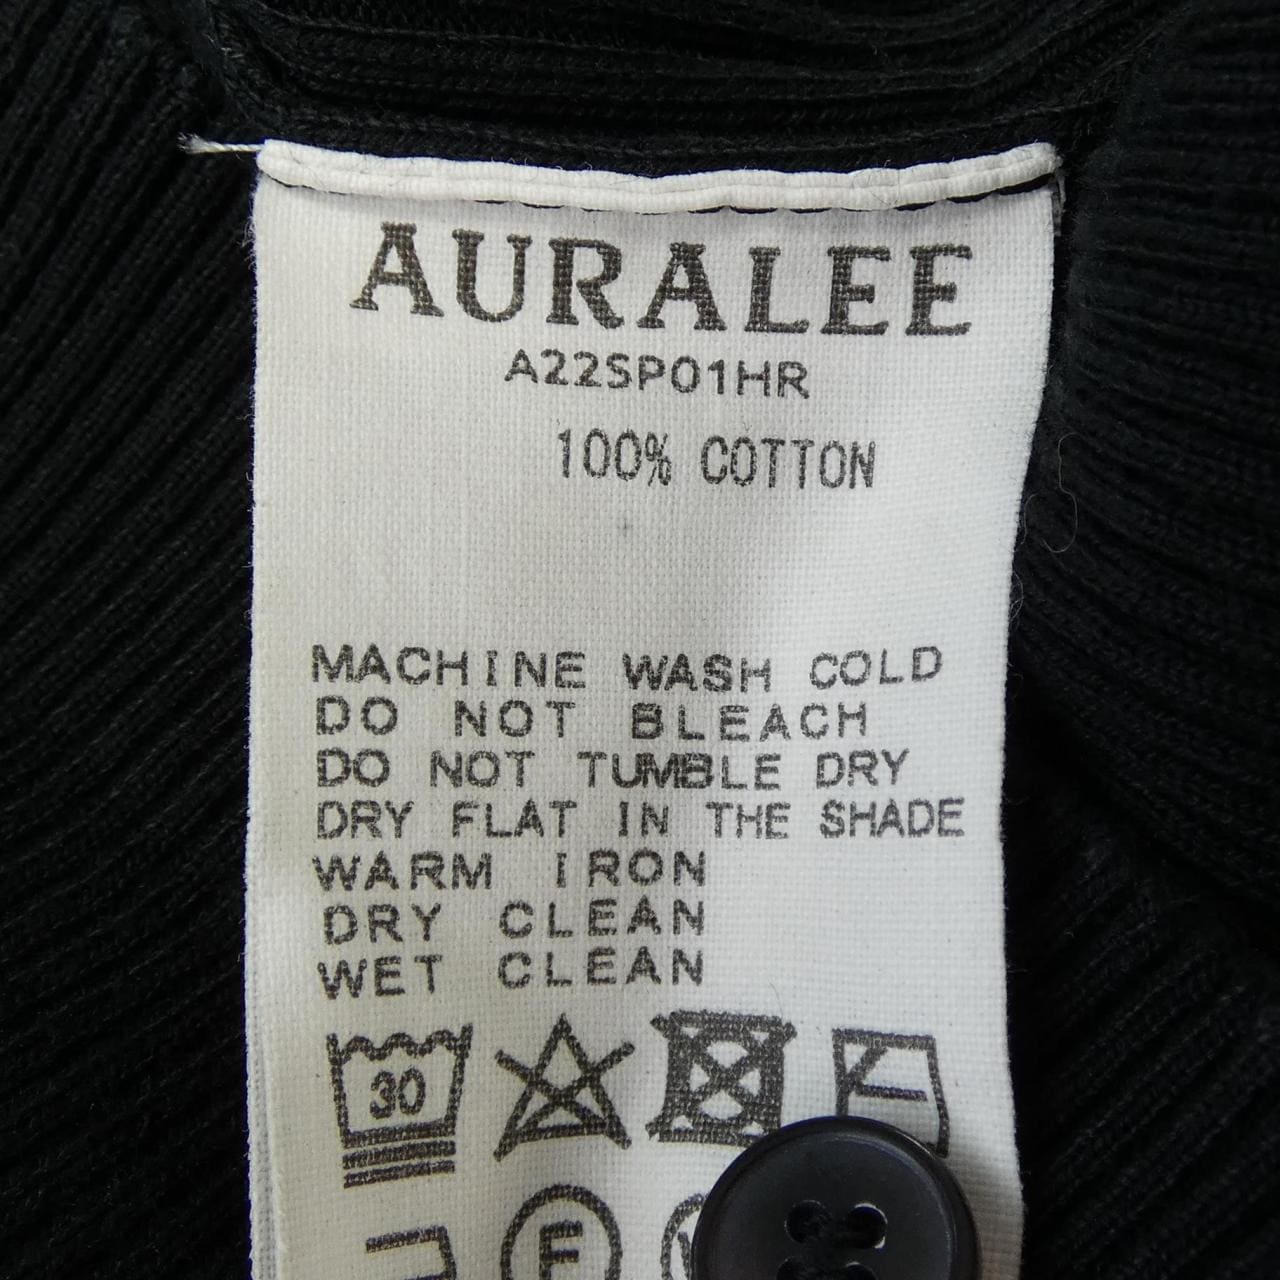 AURALEE
A22SP01HR
100% COTTON
MACHINE WASH COLD
DO NOT BLEACH
DO NOT TUMBLE DRY
DRY FLAT IN THE SHADE
WARM IRON
DRY CLEAN
WET CLEAN
30
F